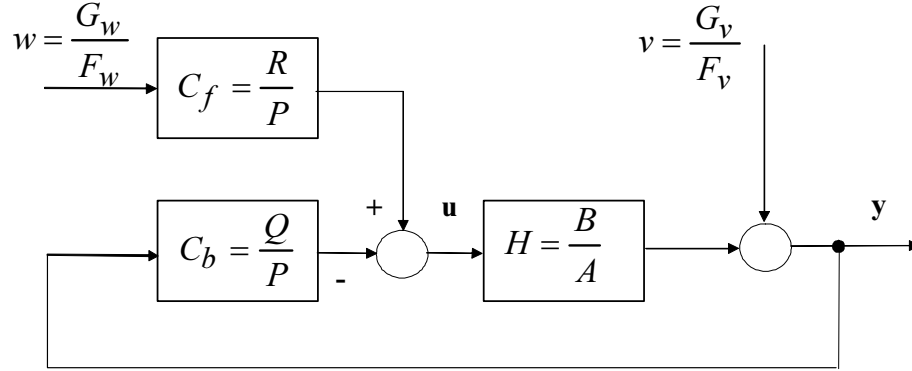 w = G_w / F_w
C_f = R / P
v = G_v / F_v
C_b = Q / P
+
-
u
H = B / A
y